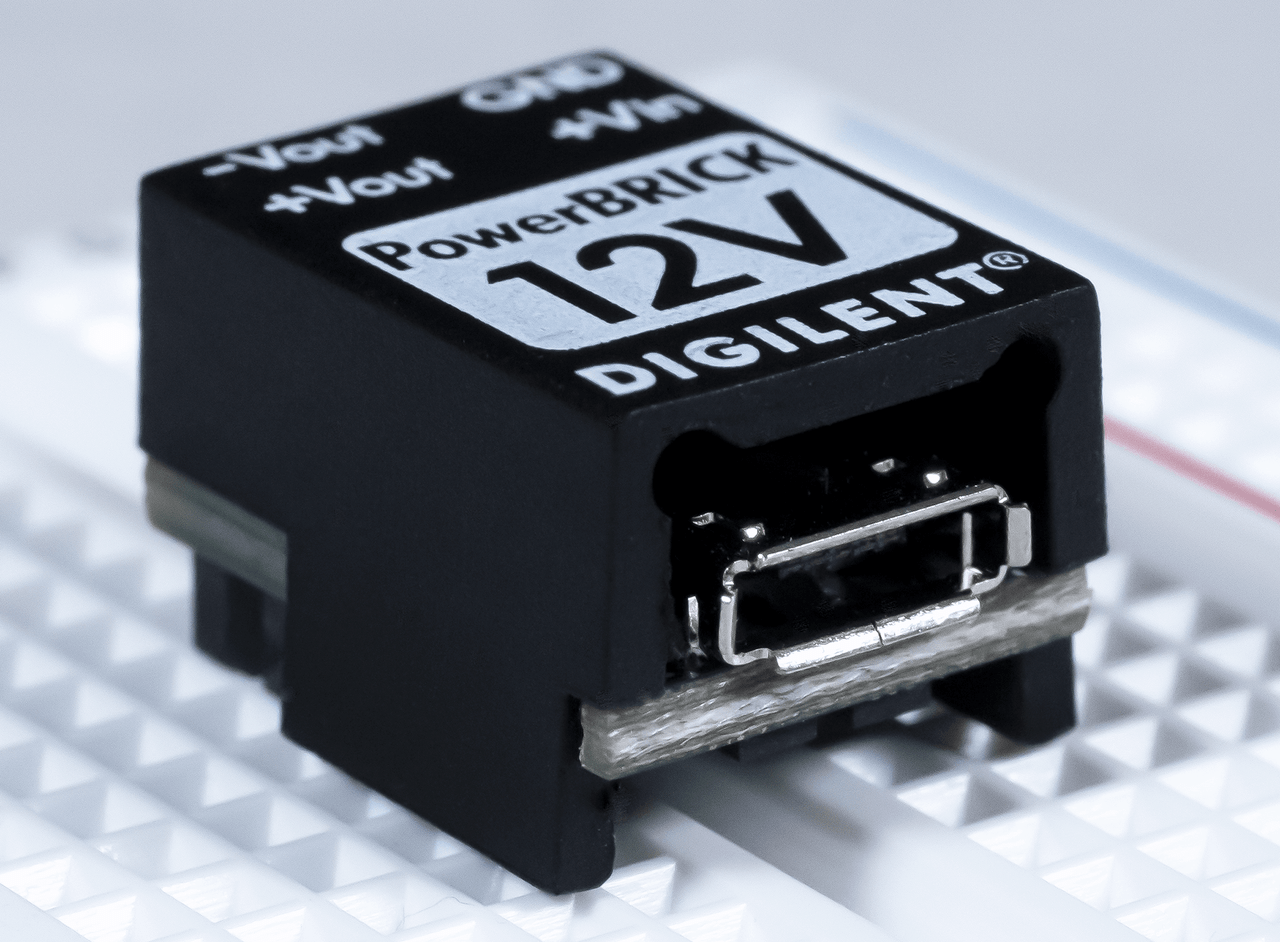 GND
-Vout
+Vin
+Vout
PowerBRICK
12V
DIGILENT®